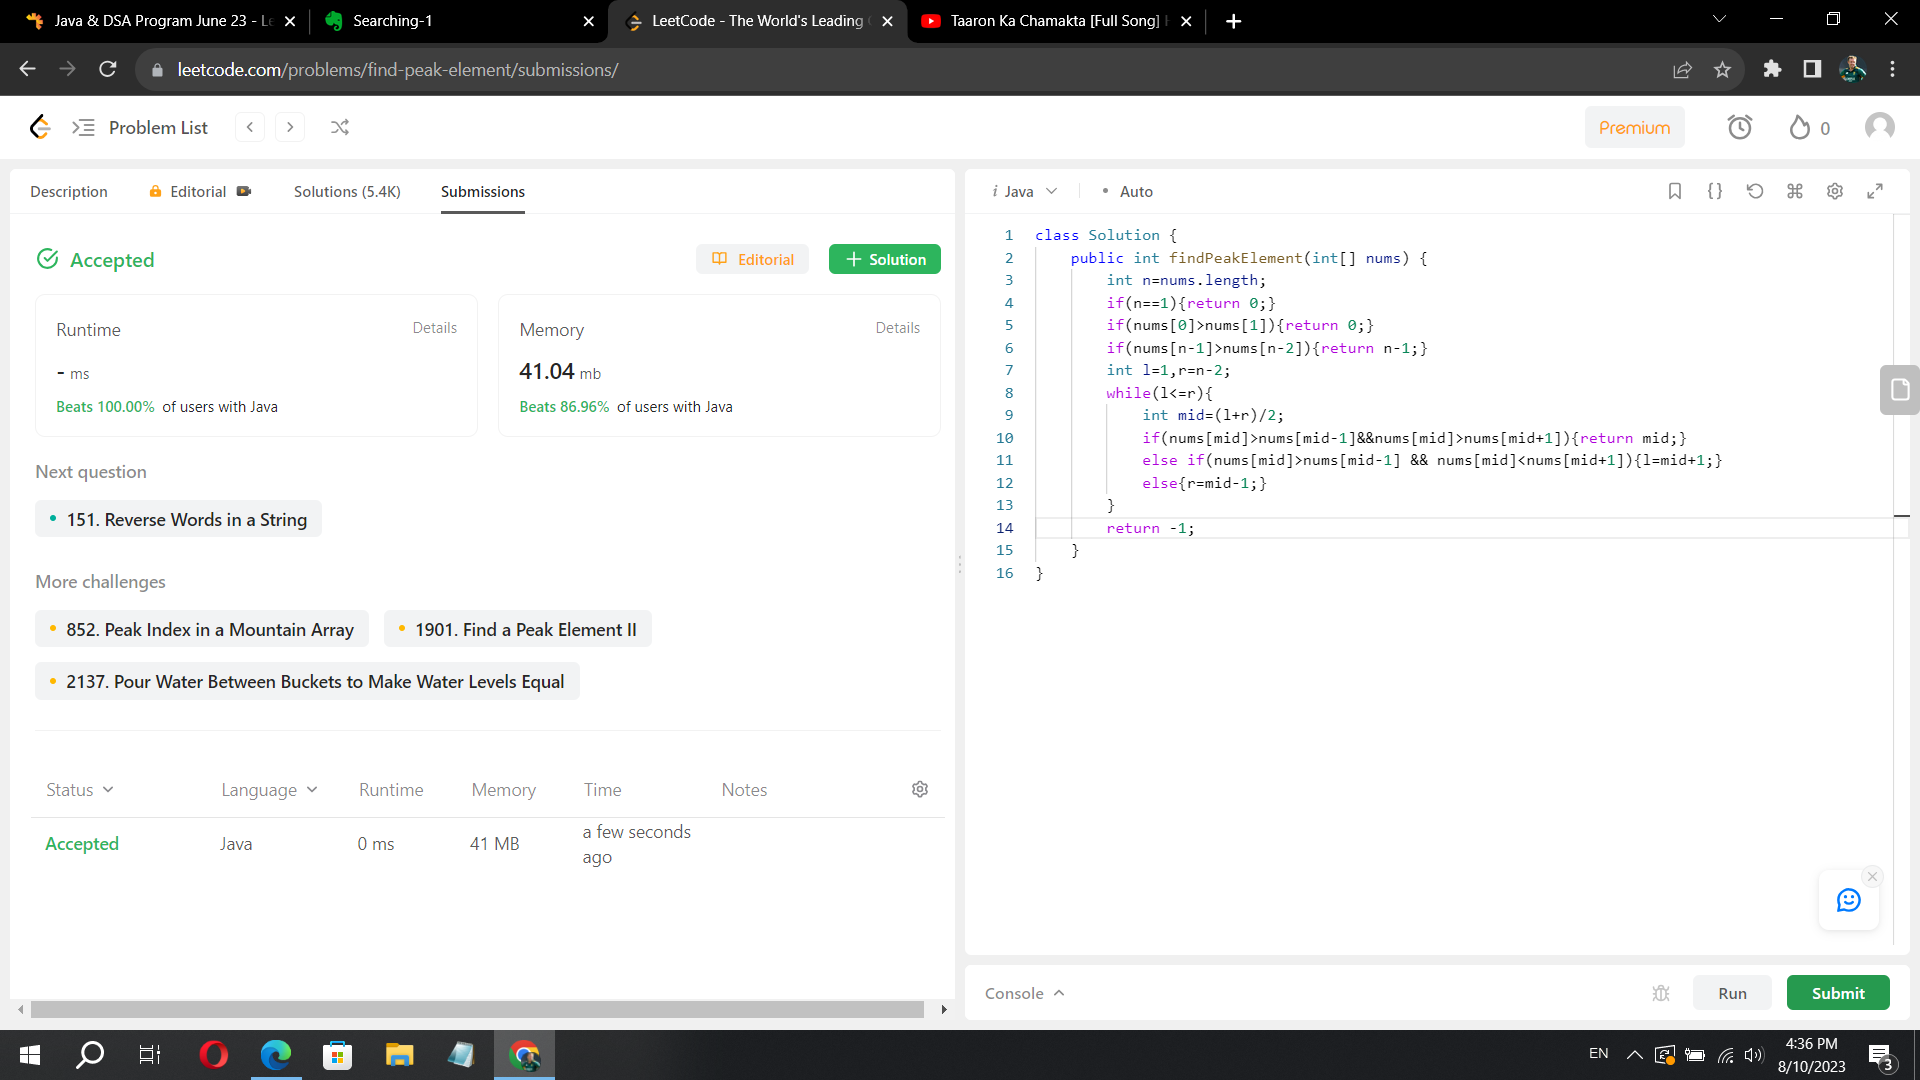 Java & DSA Program June 23 - Le
Searching-1
LeetCode - The World's Leading
Taaron Ka Chamakta [Full Song]
leetcode.com/problems/find-peak-element/submissions/
Problem List
Premium
0
Description
Editorial
Solutions (5.4K)
Submissions
Accepted
Editorial
Solution
Runtime
Details
- ms
Beats 100.00% of users with Java
Memory
Details
41.04 mb
Beats 86.96% of users with Java
Next question
151. Reverse Words in a String
More challenges
852. Peak Index in a Mountain Array
1901. Find a Peak Element II
2137. Pour Water Between Buckets to Make Water Levels Equal
Status Language Runtime Memory Time Notes
Accepted Java 0 ms 41 MB a few seconds
ago
i Java • Auto
1 class Solution {
2 public int findPeakElement(int[] nums) {
3 int n=nums.length;
4 if(n==1){return 0;}
5 if(nums[0]>nums[1]){return 0;}
6 if(nums[n-1]>nums[n-2]){return n-1;}
7 int l=1,r=n-2;
8 while(l<=r){
9 int mid=(l+r)/2;
10 if(nums[mid]>nums[mid-1]&&nums[mid]>nums[mid+1]){return mid;}
11 else if(nums[mid]>nums[mid-1] && nums[mid]<nums[mid+1]){l=mid+1;}
12 else{r=mid-1;}
13 }
14 return -1;
15 }
16 }
Console
Run
Submit
EN
4:36 PM
8/10/2023
3